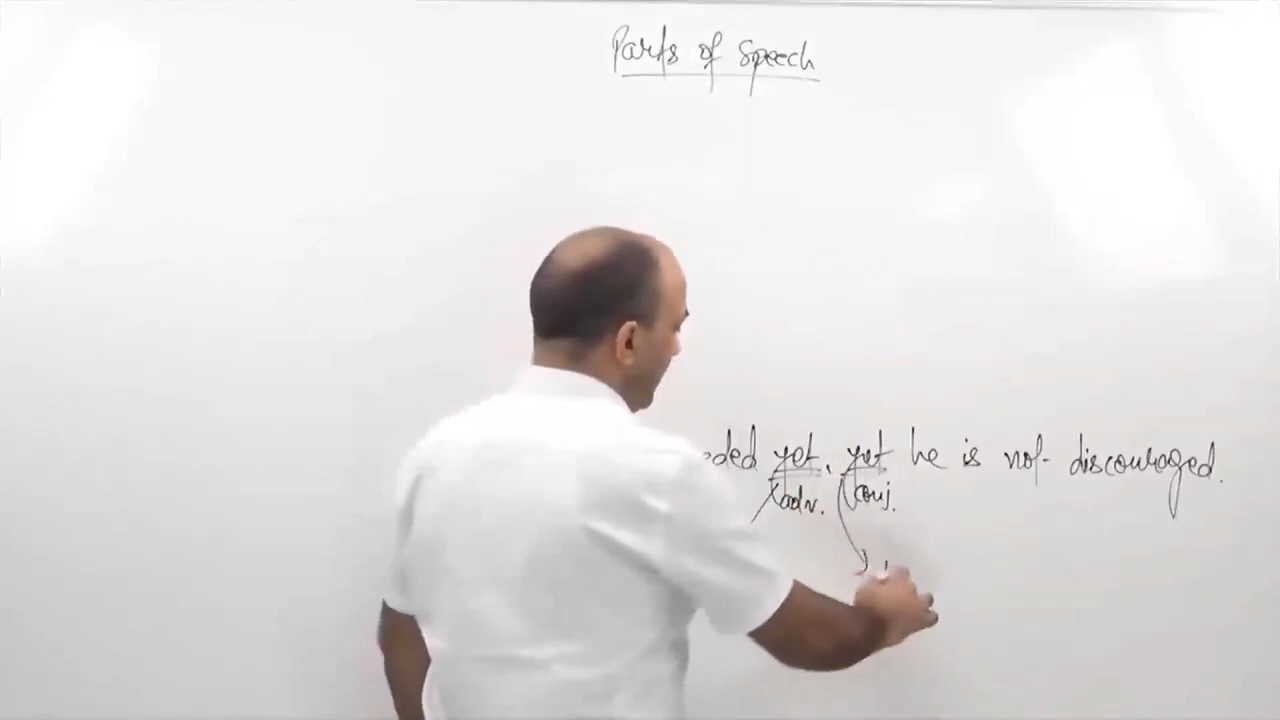 Parts of Speech
ded yet, yet he is not discouraged.
adv. conj.